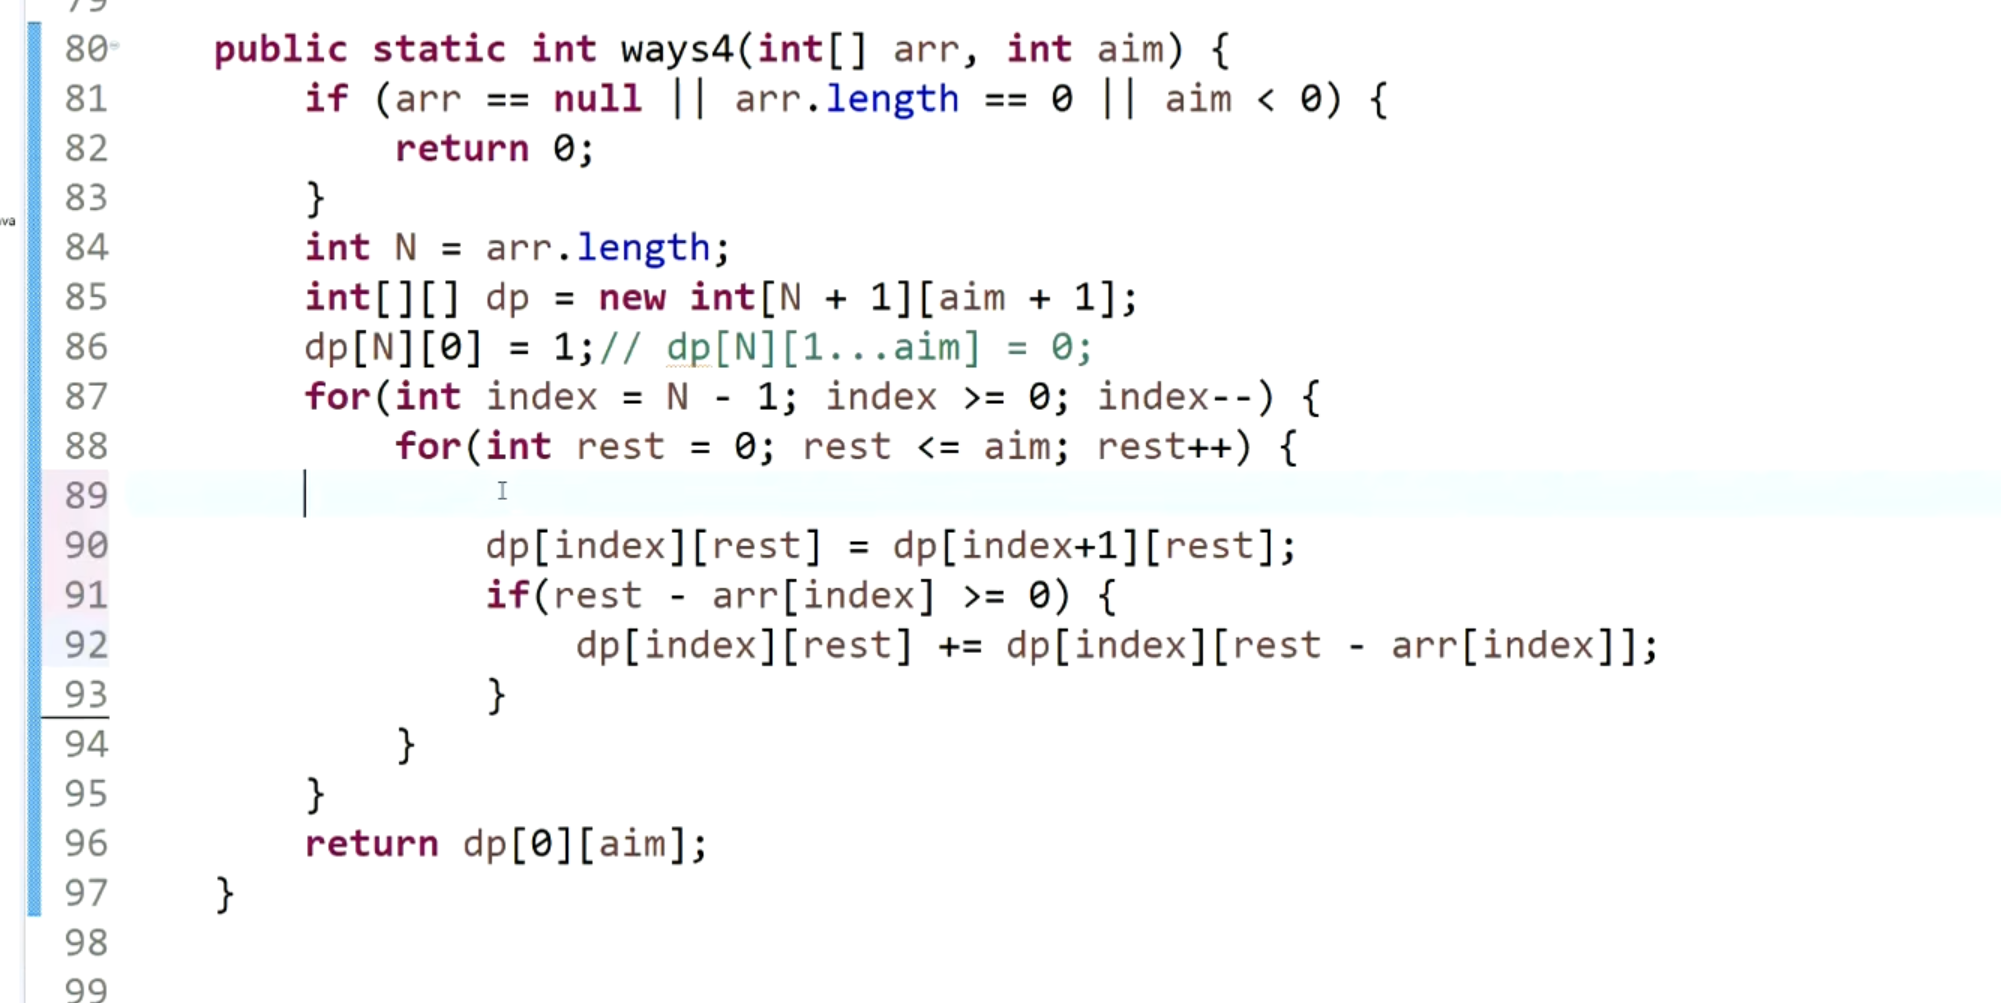 79
80 public static int ways4(int[] arr, int aim) {
81 if (arr == null || arr.length == 0 || aim < 0) {
82 return 0;
83 }
va
84 int N = arr.length;
85 int[][] dp = new int[N + 1][aim + 1];
86 dp[N][0] = 1;// dp[N][1...aim] = 0;
87 for(int index = N - 1; index >= 0; index--) {
88 for(int rest = 0; rest <= aim; rest++) {
89
90 dp[index][rest] = dp[index+1][rest];
91 if(rest - arr[index] >= 0) {
92 dp[index][rest] += dp[index][rest - arr[index]];
93 }
94 }
95 }
96 return dp[0][aim];
97 }
98
99